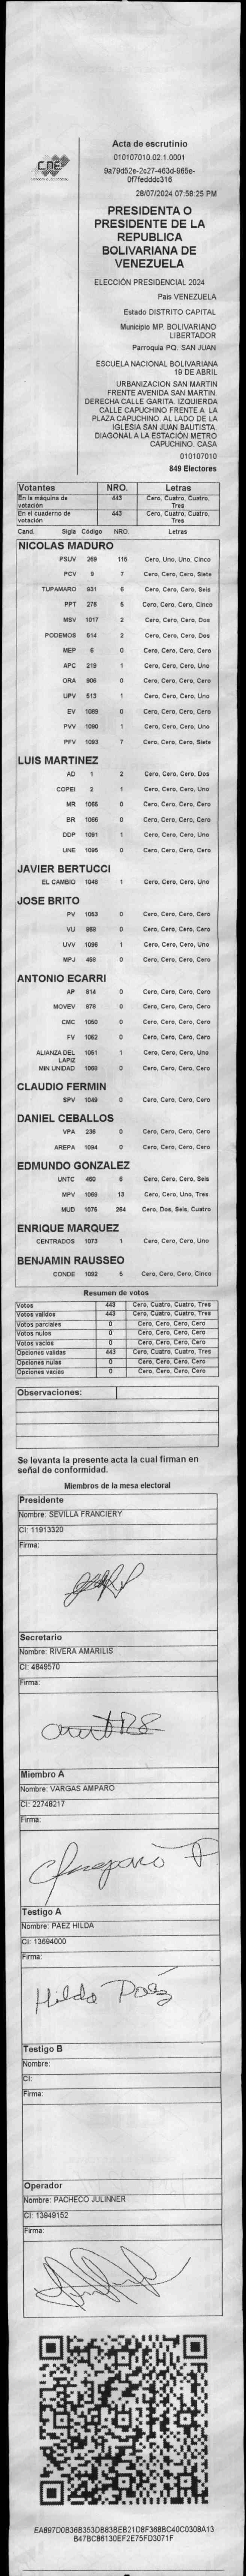 CNE
Acta de escrutinio
010107010.02.1.0001
9a79d52e-2c27-463d-965e-
0f7fedddc316
28/07/2024 07:58:25 PM
PRESIDENTA O
PRESIDENTE DE LA
REPUBLICA
BOLIVARIANA DE
VENEZUELA
ELECCIÓN PRESIDENCIAL 2024
Pais VENEZUELA
Estado DISTRITO CAPITAL
Municipio MP. BOLIVARIANO
LIBERTADOR
Parroquia PQ. SAN JUAN
ESCUELA NACIONAL BOLIVARIANA
19 DE ABRIL
URBANIZACION SAN MARTIN
FRENTE AVENIDA SAN MARTIN.
DERECHA CALLE GARITA. IZQUIERDA
CALLE CAPUCHINO FRENTE A LA
PLAZA CAPUCHINO. AL LADO DE LA
IGLESIA SAN JUAN BAUTISTA.
DIAGONAL A LA ESTACIÓN METRO
CAPUCHINO. CASA
010107010
849 Electores
Votantes NRO. Letras
En la máquina de votación 443 Cero, Cuatro, Cuatro, Tres
En el cuaderno de votación 443 Cero, Cuatro, Cuatro, Tres
Cand. Sigla Código NRO. Letras
NICOLAS MADURO
PSUV 269 115 Cero, Uno, Uno, Cinco
PCV 9 7 Cero, Cero, Cero, Siete
TUPAMARO 931 6 Cero, Cero, Cero, Seis
PPT 276 5 Cero, Cero, Cero, Cinco
MSV 1017 2 Cero, Cero, Cero, Dos
PODEMOS 514 2 Cero, Cero, Cero, Dos
MEP 6 0 Cero, Cero, Cero, Cero
APC 219 1 Cero, Cero, Cero, Uno
ORA 906 0 Cero, Cero, Cero, Cero
UPV 513 1 Cero, Cero, Cero, Uno
EV 1089 0 Cero, Cero, Cero, Cero
PVV 1090 1 Cero, Cero, Cero, Uno
PFV 1093 7 Cero, Cero, Cero, Siete
LUIS MARTINEZ
AD 1 2 Cero, Cero, Cero, Dos
COPEI 2 1 Cero, Cero, Cero, Uno
MR 1065 0 Cero, Cero, Cero, Cero
BR 1066 0 Cero, Cero, Cero, Cero
DDP 1091 1 Cero, Cero, Cero, Uno
UNE 1095 0 Cero, Cero, Cero, Cero
JAVIER BERTUCCI
EL CAMBIO 1048 1 Cero, Cero, Cero, Uno
JOSE BRITO
PV 1053 0 Cero, Cero, Cero, Cero
VU 968 0 Cero, Cero, Cero, Cero
UVV 1096 1 Cero, Cero, Cero, Uno
MPJ 458 0 Cero, Cero, Cero, Cero
ANTONIO ECARRI
AP 814 0 Cero, Cero, Cero, Cero
MOVEV 878 0 Cero, Cero, Cero, Cero
CMC 1050 0 Cero, Cero, Cero, Cero
FV 1052 0 Cero, Cero, Cero, Cero
ALIANZA DEL LAPIZ 1051 1 Cero, Cero, Cero, Uno
MIN UNIDAD 1068 0 Cero, Cero, Cero, Cero
CLAUDIO FERMIN
SPV 1049 0 Cero, Cero, Cero, Cero
DANIEL CEBALLOS
VPA 236 0 Cero, Cero, Cero, Cero
AREPA 1094 0 Cero, Cero, Cero, Cero
EDMUNDO GONZALEZ
UNTC 480 6 Cero, Cero, Cero, Seis
MPV 1069 13 Cero, Cero, Uno, Tres
MUD 1075 264 Cero, Dos, Seis, Cuatro
ENRIQUE MARQUEZ
CENTRADOS 1073 1 Cero, Cero, Cero, Uno
BENJAMIN RAUSSEO
CONDE 1092 5 Cero, Cero, Cero, Cinco
Resumen de votos
Votos 443 Cero, Cuatro, Cuatro, Tres
Votos validos 443 Cero, Cuatro, Cuatro, Tres
Votos parciales 0 Cero, Cero, Cero, Cero
Votos nulos 0 Cero, Cero, Cero, Cero
Votos vacios 0 Cero, Cero, Cero, Cero
Opciones validas 443 Cero, Cuatro, Cuatro, Tres
Opciones nulas 0 Cero, Cero, Cero, Cero
Opciones vacias 0 Cero, Cero, Cero, Cero
Observaciones:
Se levanta la presente acta la cual firman en
señal de conformidad.
Miembros de la mesa electoral
Presidente
Nombre: SEVILLA FRANCIERY
CI: 11913320
Firma:
Secretario
Nombre: RIVERA AMARILIS
CI: 4849570
Firma:
Miembro A
Nombre: VARGAS AMPARO
CI: 22748217
Firma:
Testigo A
Nombre: PAEZ HILDA
CI: 13694000
Firma:
Hilda Paéz
Testigo B
Nombre:
CI:
Firma:
Operador
Nombre: PACHECO JULINNER
CI: 13949152
Firma:
EA897D0B36B353DB83BEB21D8F368BC40C0308A13
B47BC86130EF2E75FD3071F